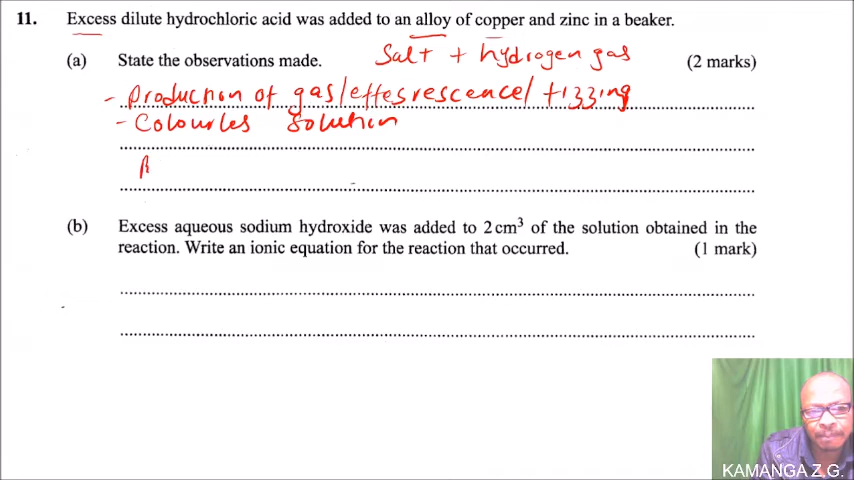 11. Excess dilute hydrochloric acid was added to an alloy of copper and zinc in a beaker.
Salt + hydrogen gas
(a) State the observations made. (2 marks)
- Production of gas/effesrescence/ fizzing
- Colourles solution
(b) Excess aqueous sodium hydroxide was added to 2 cm³ of the solution obtained in the
reaction. Write an ionic equation for the reaction that occurred. (1 mark)
KAMANGA Z. G.